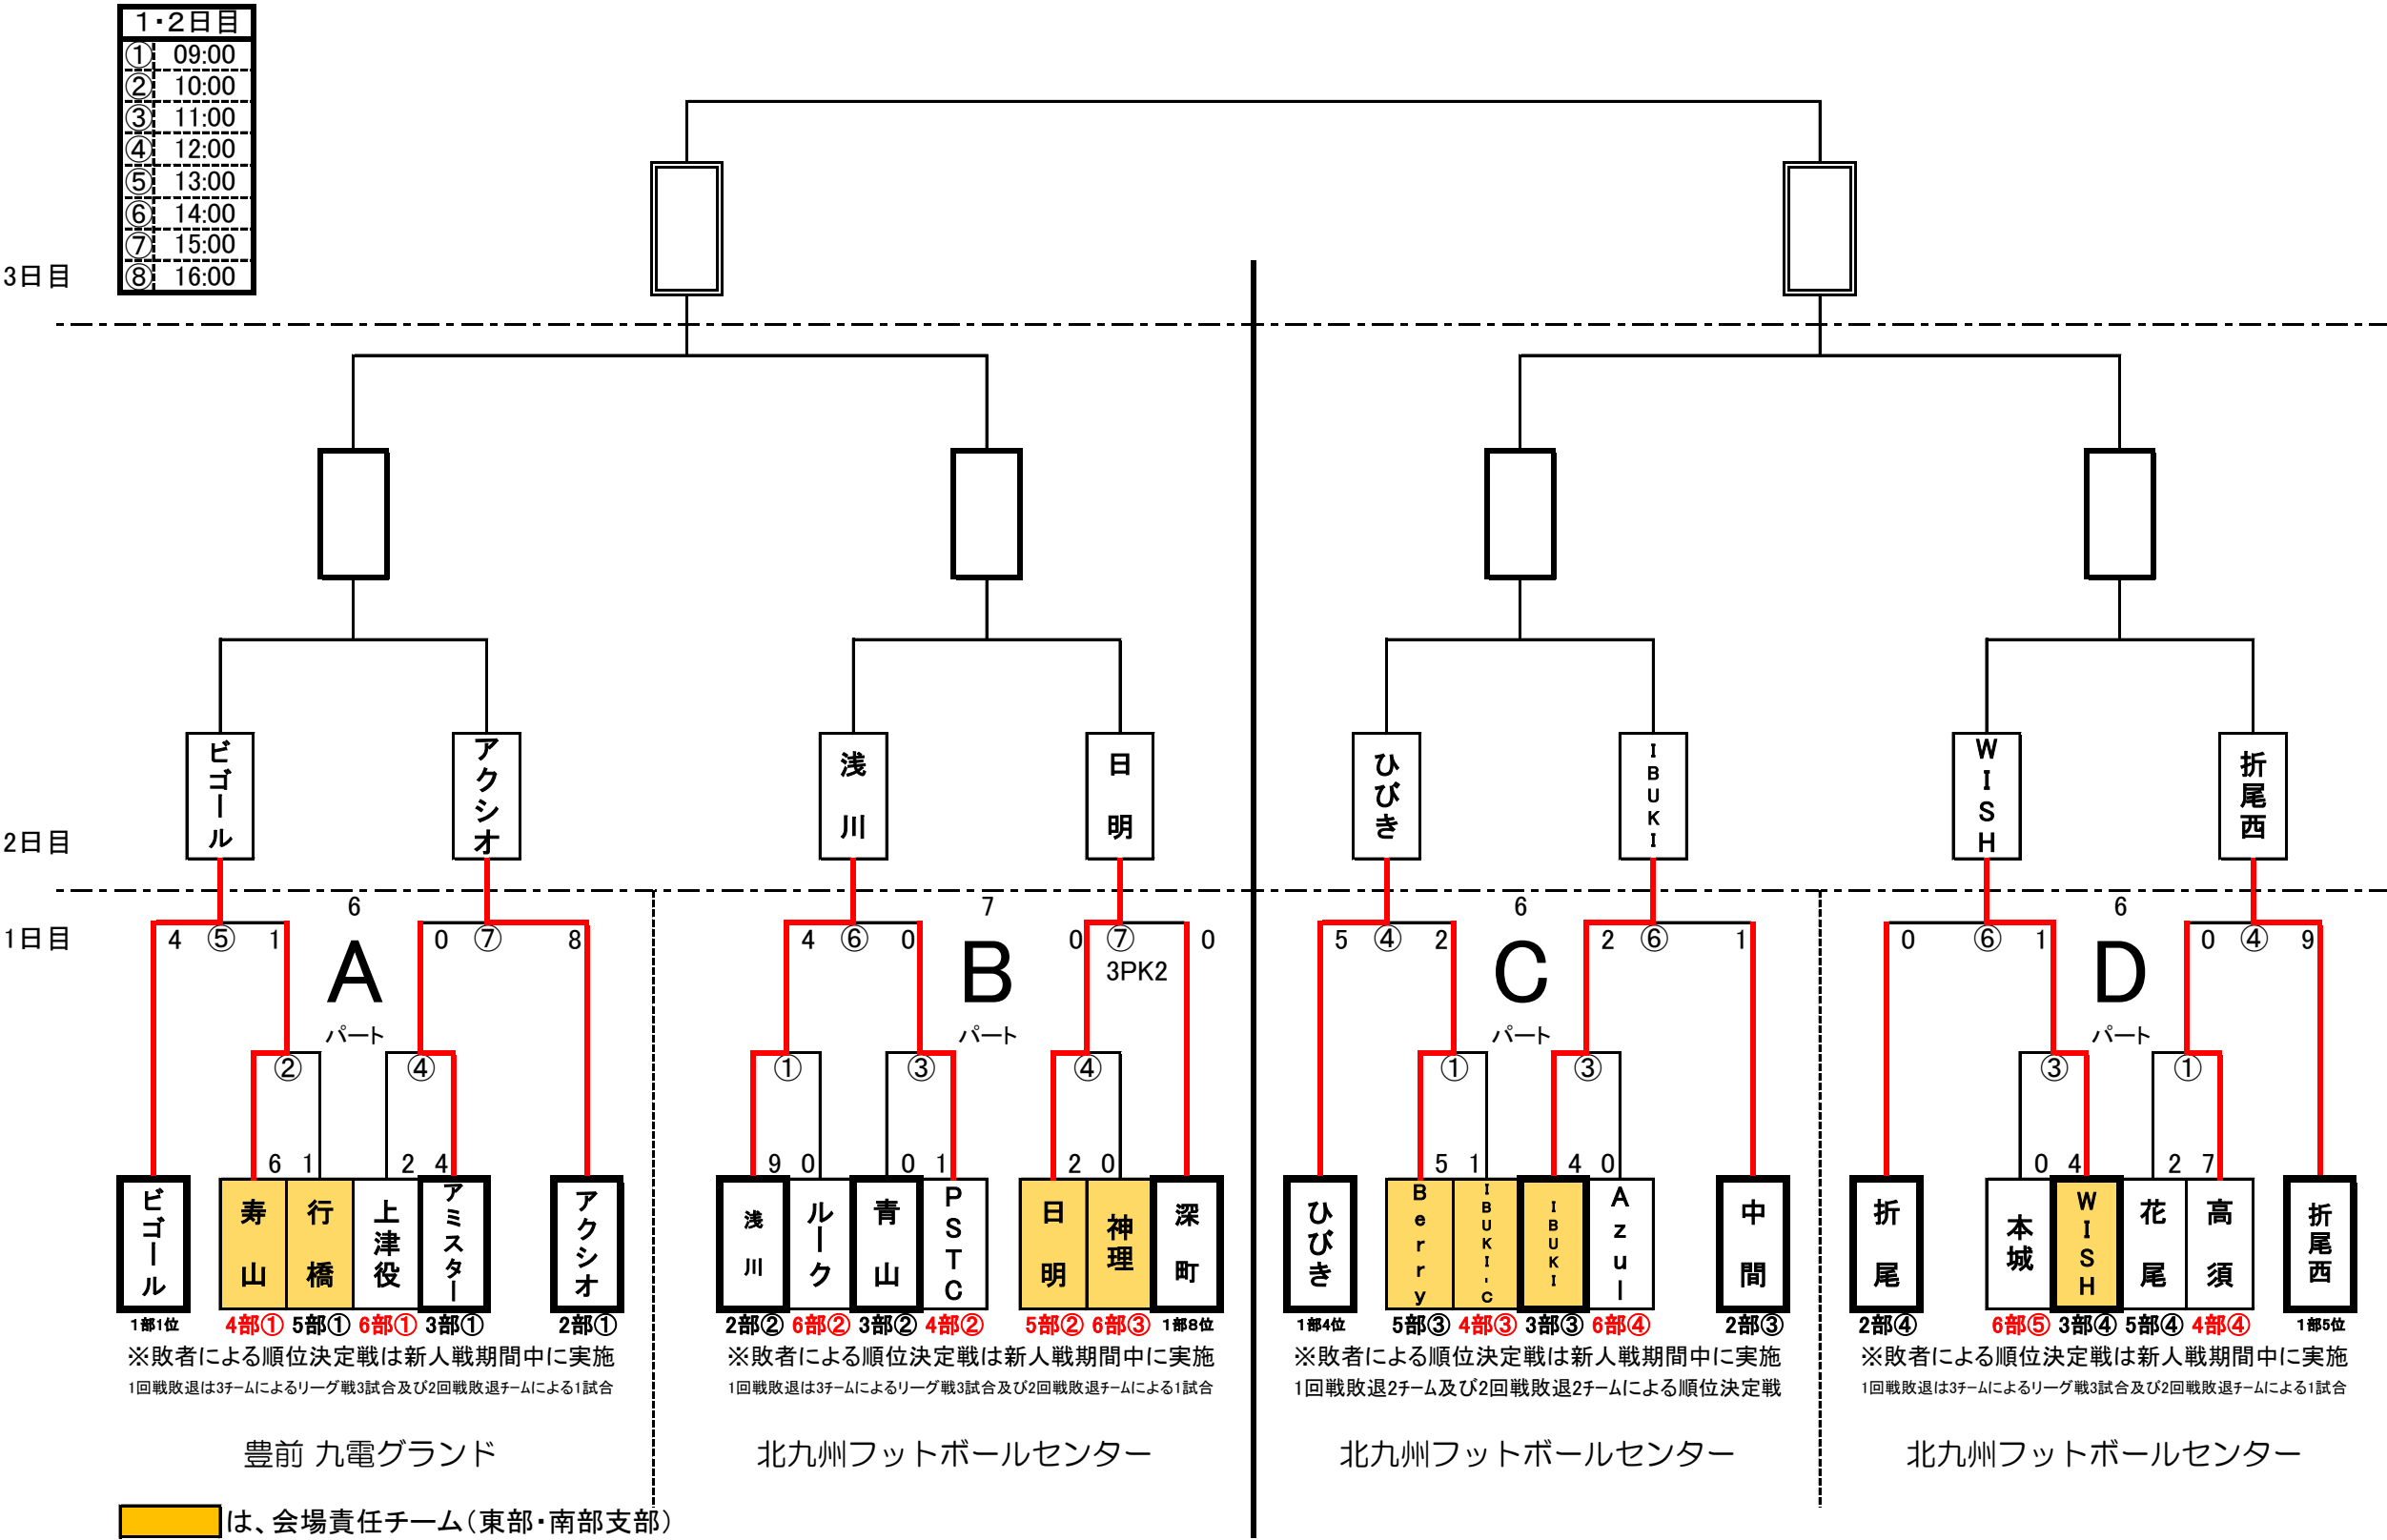 1・2日目
① 09:00
② 10:00
③ 11:00
④ 12:00
⑤ 13:00
⑥ 14:00
⑦ 15:00
⑧ 16:00
3日目
2日目
ビゴール アクシオ 浅川 日明 ひびき IBUKI WISH 折尾西
1日目
6 7 6 6
4 ⑤ 1 0 ⑦ 8 4 ⑥ 0 0 ⑦ 0 5 ④ 2 2 ⑥ 1 0 ⑥ 1 0 ④ 9
3PK2
A B C D
パート パート パート パート
② ④ ① ③ ④ ① ③ ③ ①
6 1 2 4 9 0 0 1 2 0 5 1 4 0 0 4 2 7
ビゴール 寿山 行橋 上津役 アミスター アクシオ 浅川 ルーク 青山 PSTC 日明 神理 深町 ひびき Berry IBUKI-C IBUKI Azul 中間 折尾 本城 WISH 花尾 高須 折尾西
1部1位 4部① 5部① 6部① 3部① 2部① 2部② 6部② 3部② 4部② 5部② 6部③ 1部8位 1部4位 5部③ 4部③ 3部③ 6部④ 2部③ 2部④ 6部⑤ 3部④ 5部④ 4部④ 1部5位
※敗者による順位決定戦は新人戦期間中に実施 ※敗者による順位決定戦は新人戦期間中に実施 ※敗者による順位決定戦は新人戦期間中に実施 ※敗者による順位決定戦は新人戦期間中に実施
1回戦敗退は3チームによるリーグ戦3試合及び2回戦敗退チームによる1試合 1回戦敗退は3チームによるリーグ戦3試合及び2回戦敗退チームによる1試合 1回戦敗退2チーム及び2回戦敗退2チームによる順位決定戦 1回戦敗退は3チームによるリーグ戦3試合及び2回戦敗退チームによる1試合
豊前 九電グランド 北九州フットボールセンター 北九州フットボールセンター 北九州フットボールセンター
は、会場責任チーム（東部・南部支部）